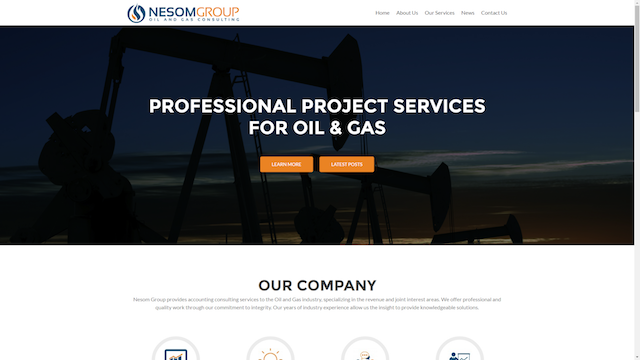 NESOMGROUP
OIL AND GAS CONSULTING
Home About Us Our Services News Contact Us
PROFESSIONAL PROJECT SERVICES
FOR OIL & GAS
LEARN MORE LATEST POSTS
OUR COMPANY
Nesom Group provides accounting consulting services to the Oil and Gas industry, specializing in the revenue and joint interest areas. We offer professional and
quality work through our commitment to integrity. Our years of industry experience allow us the insight to provide knowledgeable solutions.